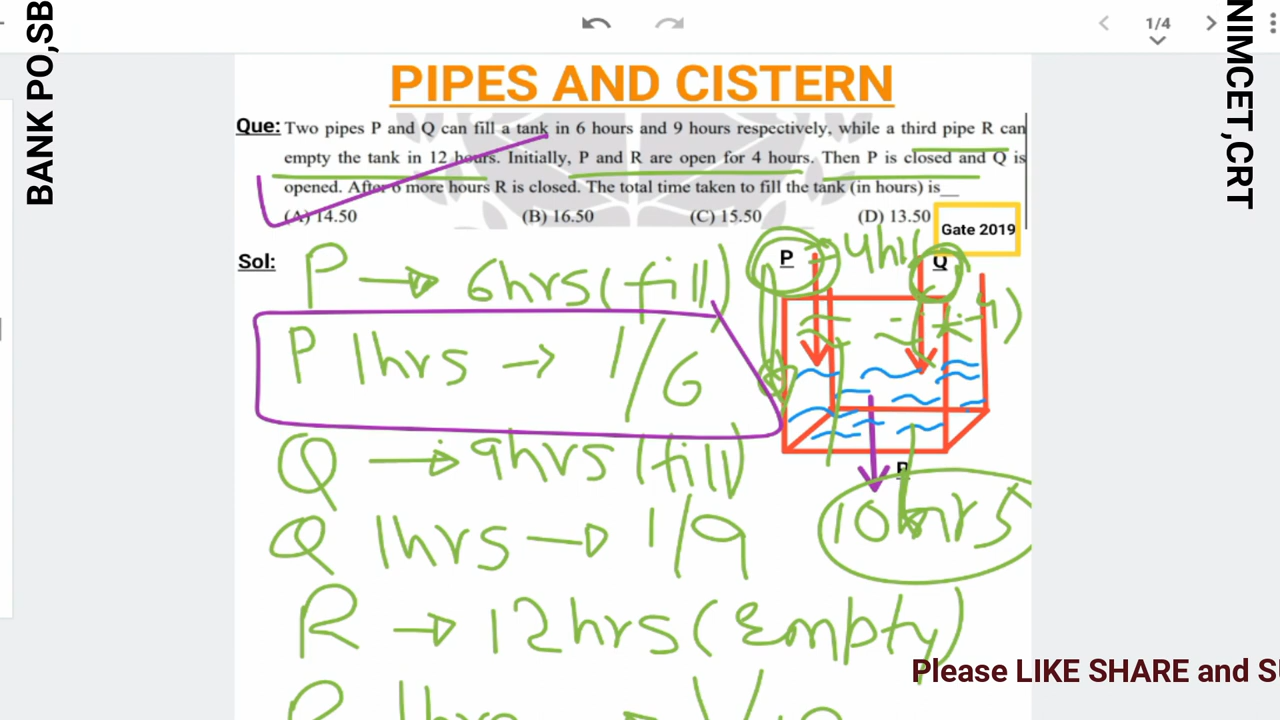 BANK PO,SB
NIMCET,CRT
1/4
PIPES AND CISTERN
Que: Two pipes P and Q can fill a tank in 6 hours and 9 hours respectively, while a third pipe R can
empty the tank in 12 hours. Initially, P and R are open for 4 hours. Then P is closed and Q is
opened. After 6 more hours R is closed. The total time taken to fill the tank (in hours) is__
(A) 14.50 (B) 16.50 (C) 15.50 (D) 13.50
Gate 2019
Sol:
P → 6hrs (fill)
P 1hrs → 1/6
Q → 9hrs (fill)
Q 1hrs → 1/9
R → 12hrs (Empty)
P
4hrs
Q
R
10hrs
Please LIKE SHARE and SU